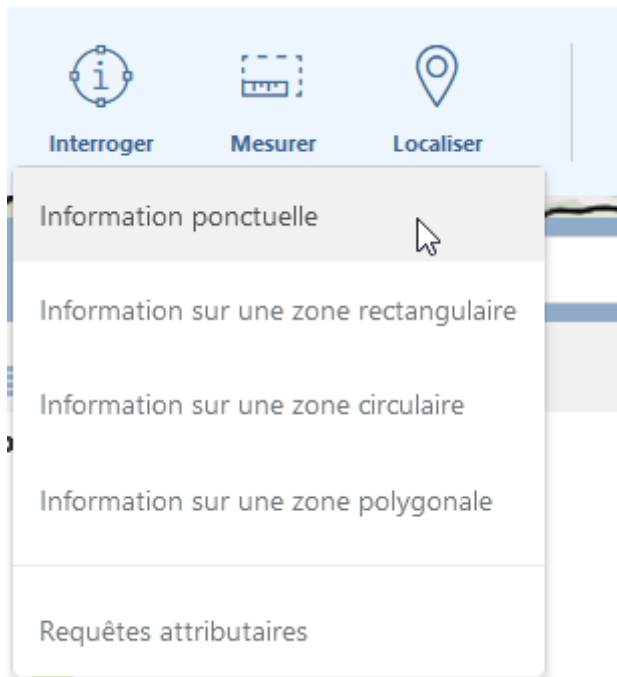 Interroger Mesurer Localiser
Information ponctuelle
Information sur une zone rectangulaire
Information sur une zone circulaire
Information sur une zone polygonale
Requêtes attributaires